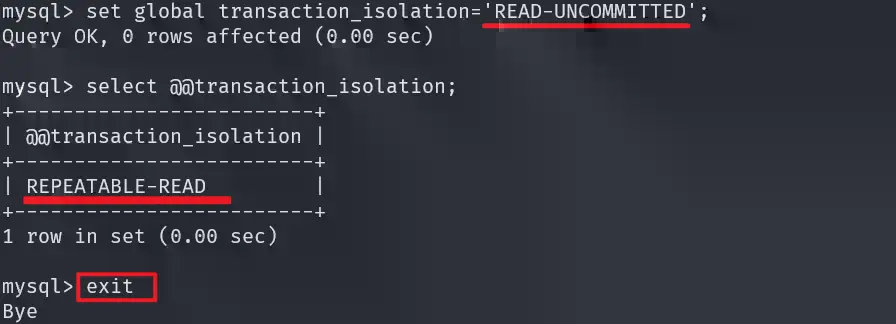 mysql> set global transaction_isolation='READ-UNCOMMITTED';
Query OK, 0 rows affected (0.00 sec)
mysql> select @@transaction_isolation;
+-------------------------+
| @@transaction_isolation |
+-------------------------+
| REPEATABLE-READ         |
+-------------------------+
1 row in set (0.00 sec)
mysql> exit
Bye